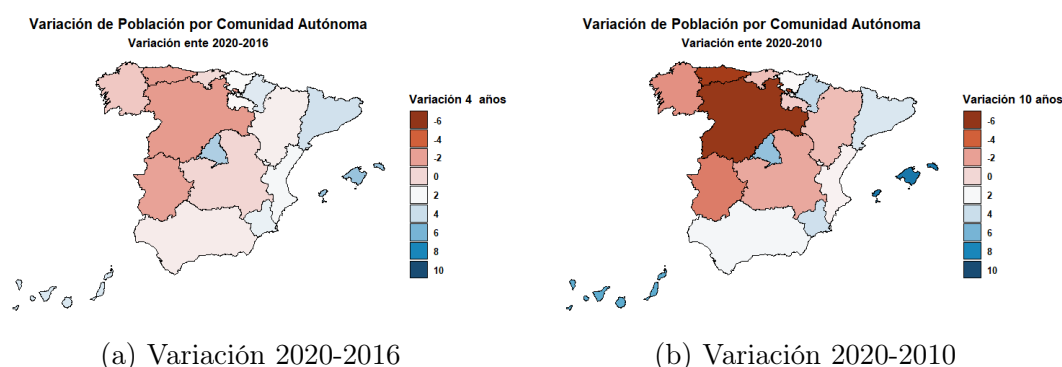 Variación de Población por Comunidad Autónoma
Variación ente 2020-2016
Variación 4 años
-6
-4
-2
0
2
4
6
8
10
(a) Variación 2020-2016
Variación de Población por Comunidad Autónoma
Variación ente 2020-2010
Variación 10 años
-6
-4
-2
0
2
4
6
8
10
(b) Variación 2020-2010